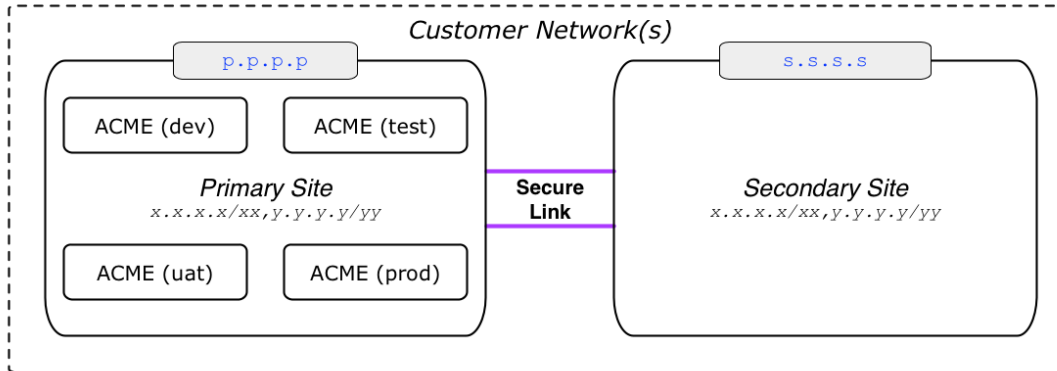 Customer Network(s)
p.p.p.p
s.s.s.s
ACME (dev)
ACME (test)
Primary Site
x.x.x.x/xx,y.y.y.y/yy
Secure
Link
Secondary Site
x.x.x.x/xx,y.y.y.y/yy
ACME (uat)
ACME (prod)